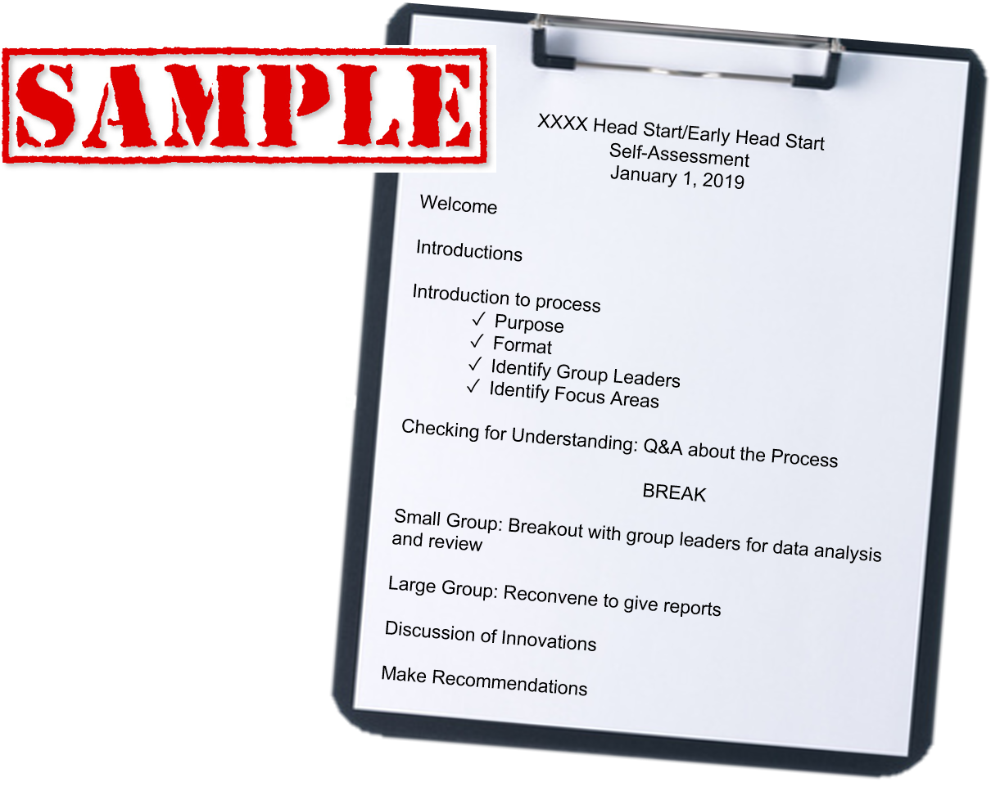 SAMPLE
XXXX Head Start/Early Head Start
Self-Assessment
January 1, 2019
Welcome
Introductions
Introduction to process
✓ Purpose
✓ Format
✓ Identify Group Leaders
✓ Identify Focus Areas
Checking for Understanding: Q&A about the Process
BREAK
Small Group: Breakout with group leaders for data analysis
and review
Large Group: Reconvene to give reports
Discussion of Innovations
Make Recommendations